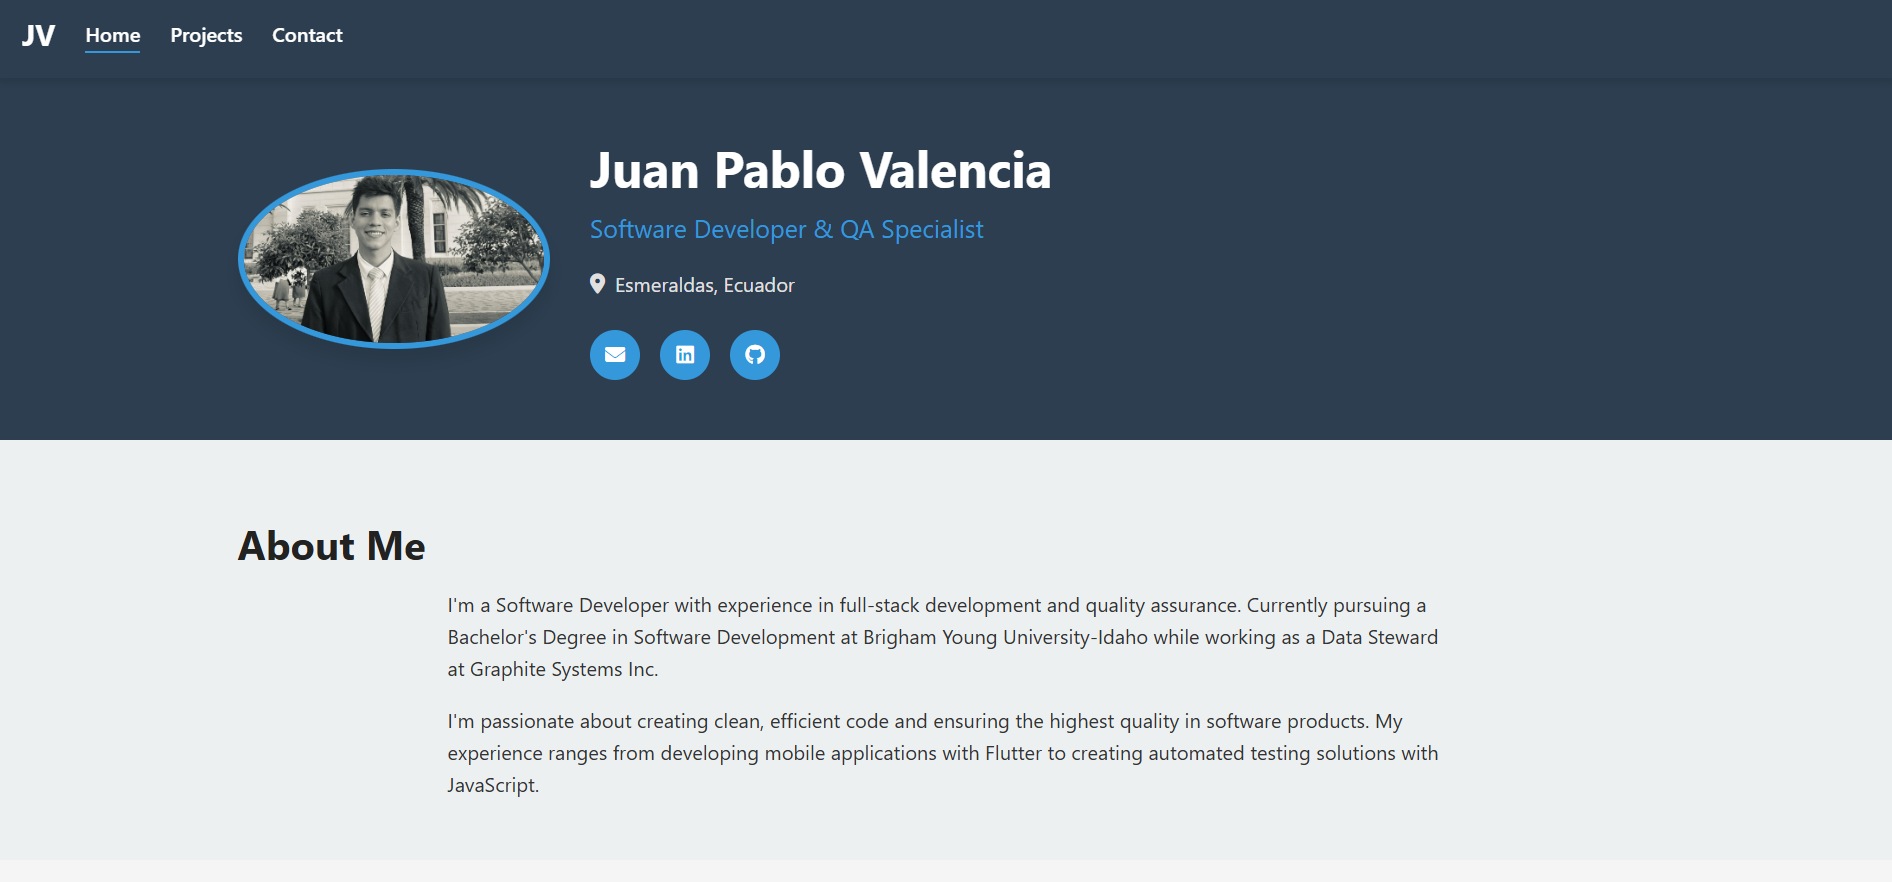 JV Home Projects Contact
Juan Pablo Valencia
Software Developer & QA Specialist
Esmeraldas, Ecuador
in
About Me
I'm a Software Developer with experience in full-stack development and quality assurance. Currently pursuing a
Bachelor's Degree in Software Development at Brigham Young University-Idaho while working as a Data Steward
at Graphite Systems Inc.
I'm passionate about creating clean, efficient code and ensuring the highest quality in software products. My
experience ranges from developing mobile applications with Flutter to creating automated testing solutions with
JavaScript.